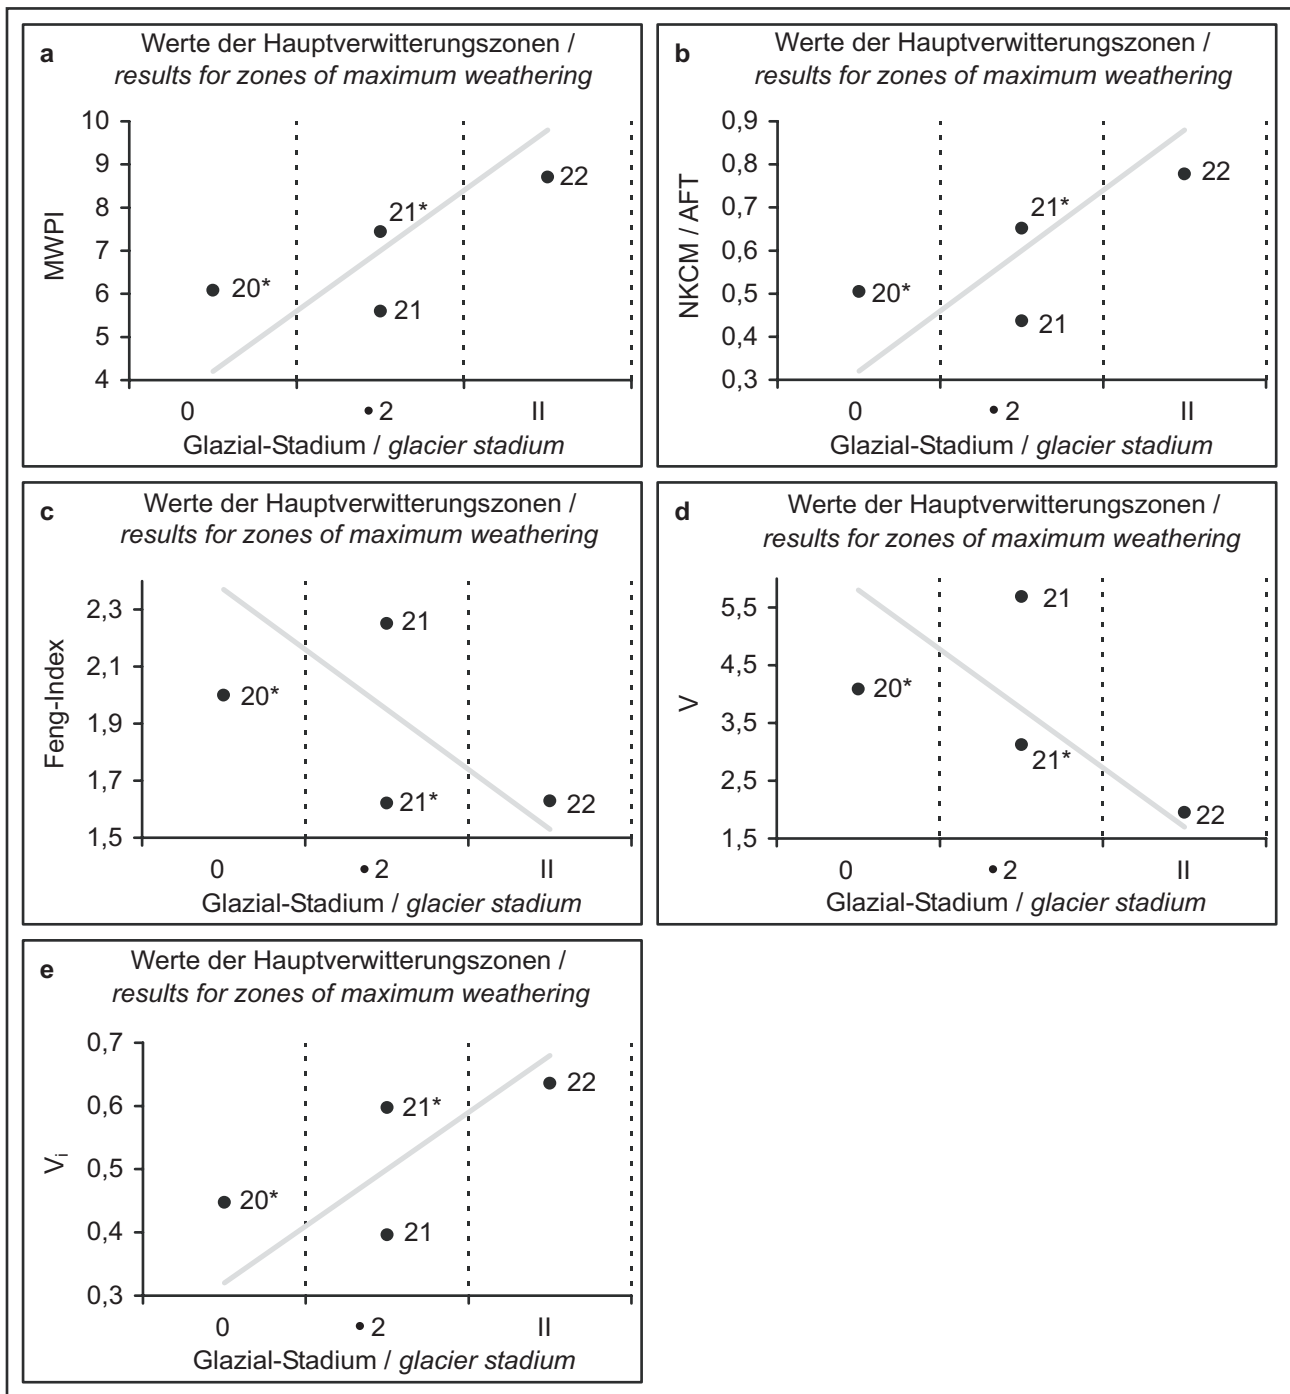 a
Werte der Hauptverwitterungszonen /
results for zones of maximum weathering
10
9
8
7
6
5
4
MWPI
20*
21*
21
22
0
•2
II
Glazial-Stadium / glacier stadium
b
Werte der Hauptverwitterungszonen /
results for zones of maximum weathering
0,9
0,8
0,7
0,6
0,5
0,4
0,3
NKCM / AFT
20*
21*
21
22
0
•2
II
Glazial-Stadium / glacier stadium
c
Werte der Hauptverwitterungszonen /
results for zones of maximum weathering
2,3
2,1
1,9
1,7
1,5
Feng-Index
20*
21
21*
22
0
•2
II
Glazial-Stadium / glacier stadium
d
Werte der Hauptverwitterungszonen /
results for zones of maximum weathering
5,5
4,5
3,5
2,5
1,5
V
20*
21
21*
22
0
•2
II
Glazial-Stadium / glacier stadium
e
Werte der Hauptverwitterungszonen /
results for zones of maximum weathering
0,7
0,6
0,5
0,4
0,3
Vi
20*
21*
21
22
0
•2
II
Glazial-Stadium / glacier stadium